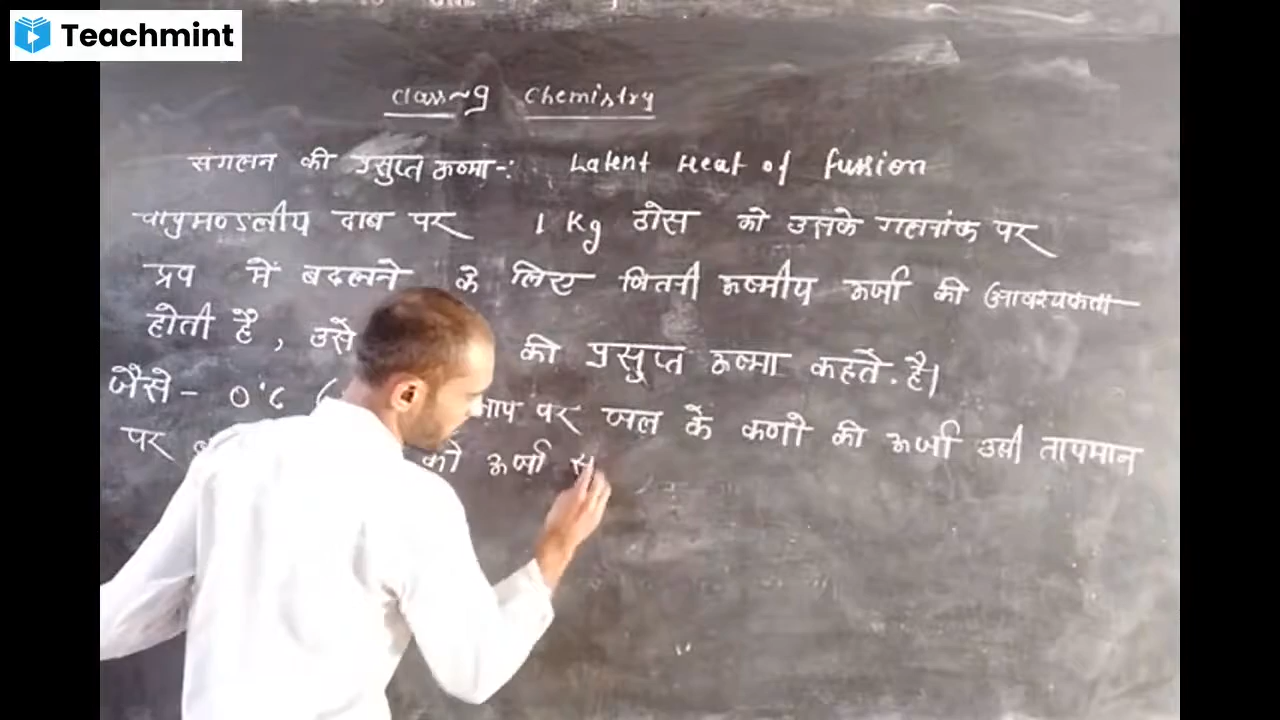 Teachmint
Class~9 Chemistry
संगलन की प्रसुप्त ऊष्मा-: Latent Heat of fussion
वायुमण्डलीय दाब पर 1 Kg ठोस को उसके गलनांक पर
द्रव में बदलने के लिए जितनी ऊष्मीय ऊर्जा की आवश्यकता
होती है, उसे की प्रसुप्त ऊष्मा कहते है।
जैसे- 0°C ( पर जल के कणों की ऊर्जा उसी तापमान
पर की ऊर्जा स